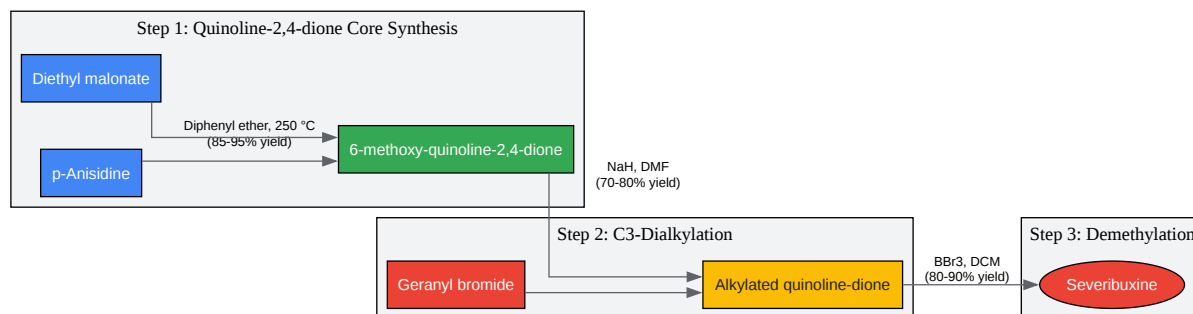 Step 1: Quinoline-2,4-dione Core Synthesis
Diethyl malonate
Diphenyl ether, 250 °C
(85-95% yield)
6-methoxy-quinoline-2,4-dione
p-Anisidine
NaH, DMF
(70-80% yield)
Step 2: C3-Dialkylation
Geranyl bromide
Alkylated quinoline-dione
BBr3, DCM
(80-90% yield)
Step 3: Demethylation
Severibuxine